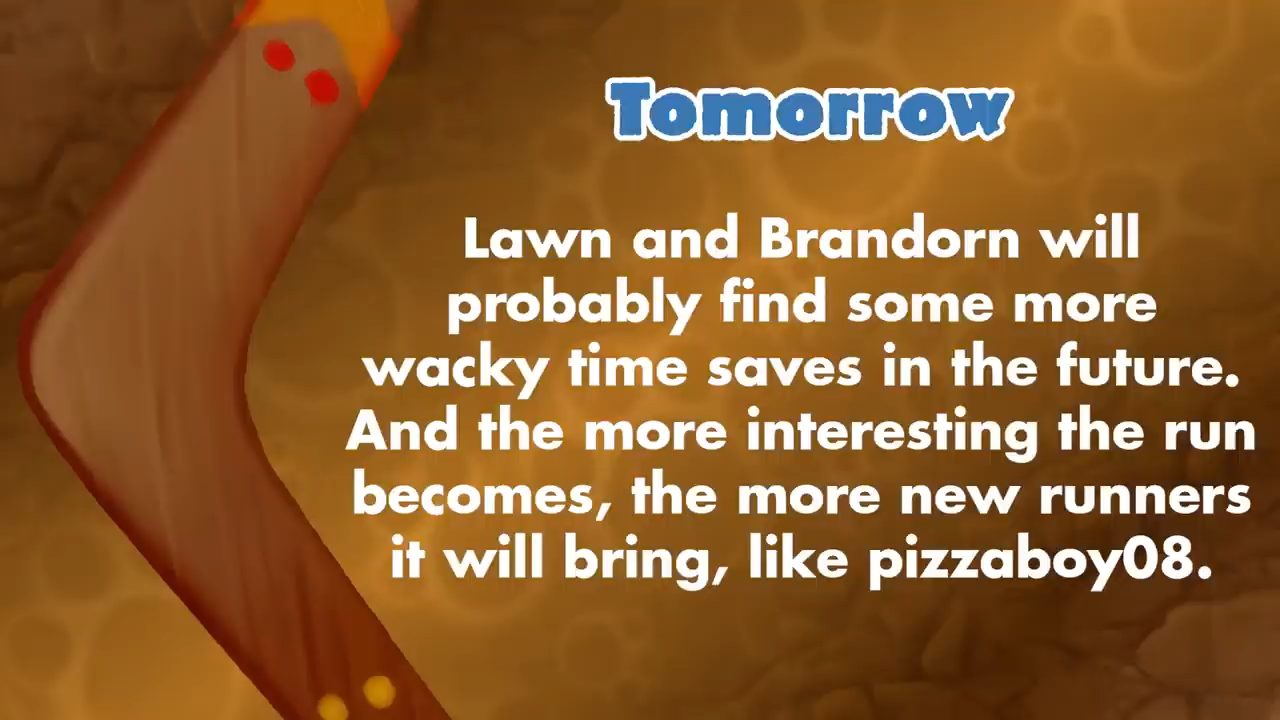 Tomorrow
Lawn and Brandorn will
probably find some more
wacky time saves in the future.
And the more interesting the run
becomes, the more new runners
it will bring, like pizzaboy08.